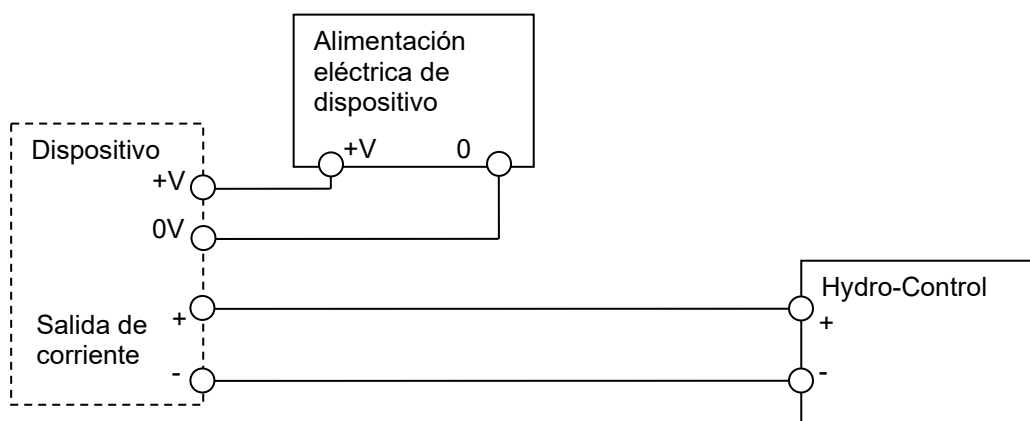 Alimentación
eléctrica de
dispositivo
+V 0
Dispositivo
+V
0V
Salida de
corriente
+
-
Hydro-Control
+
-